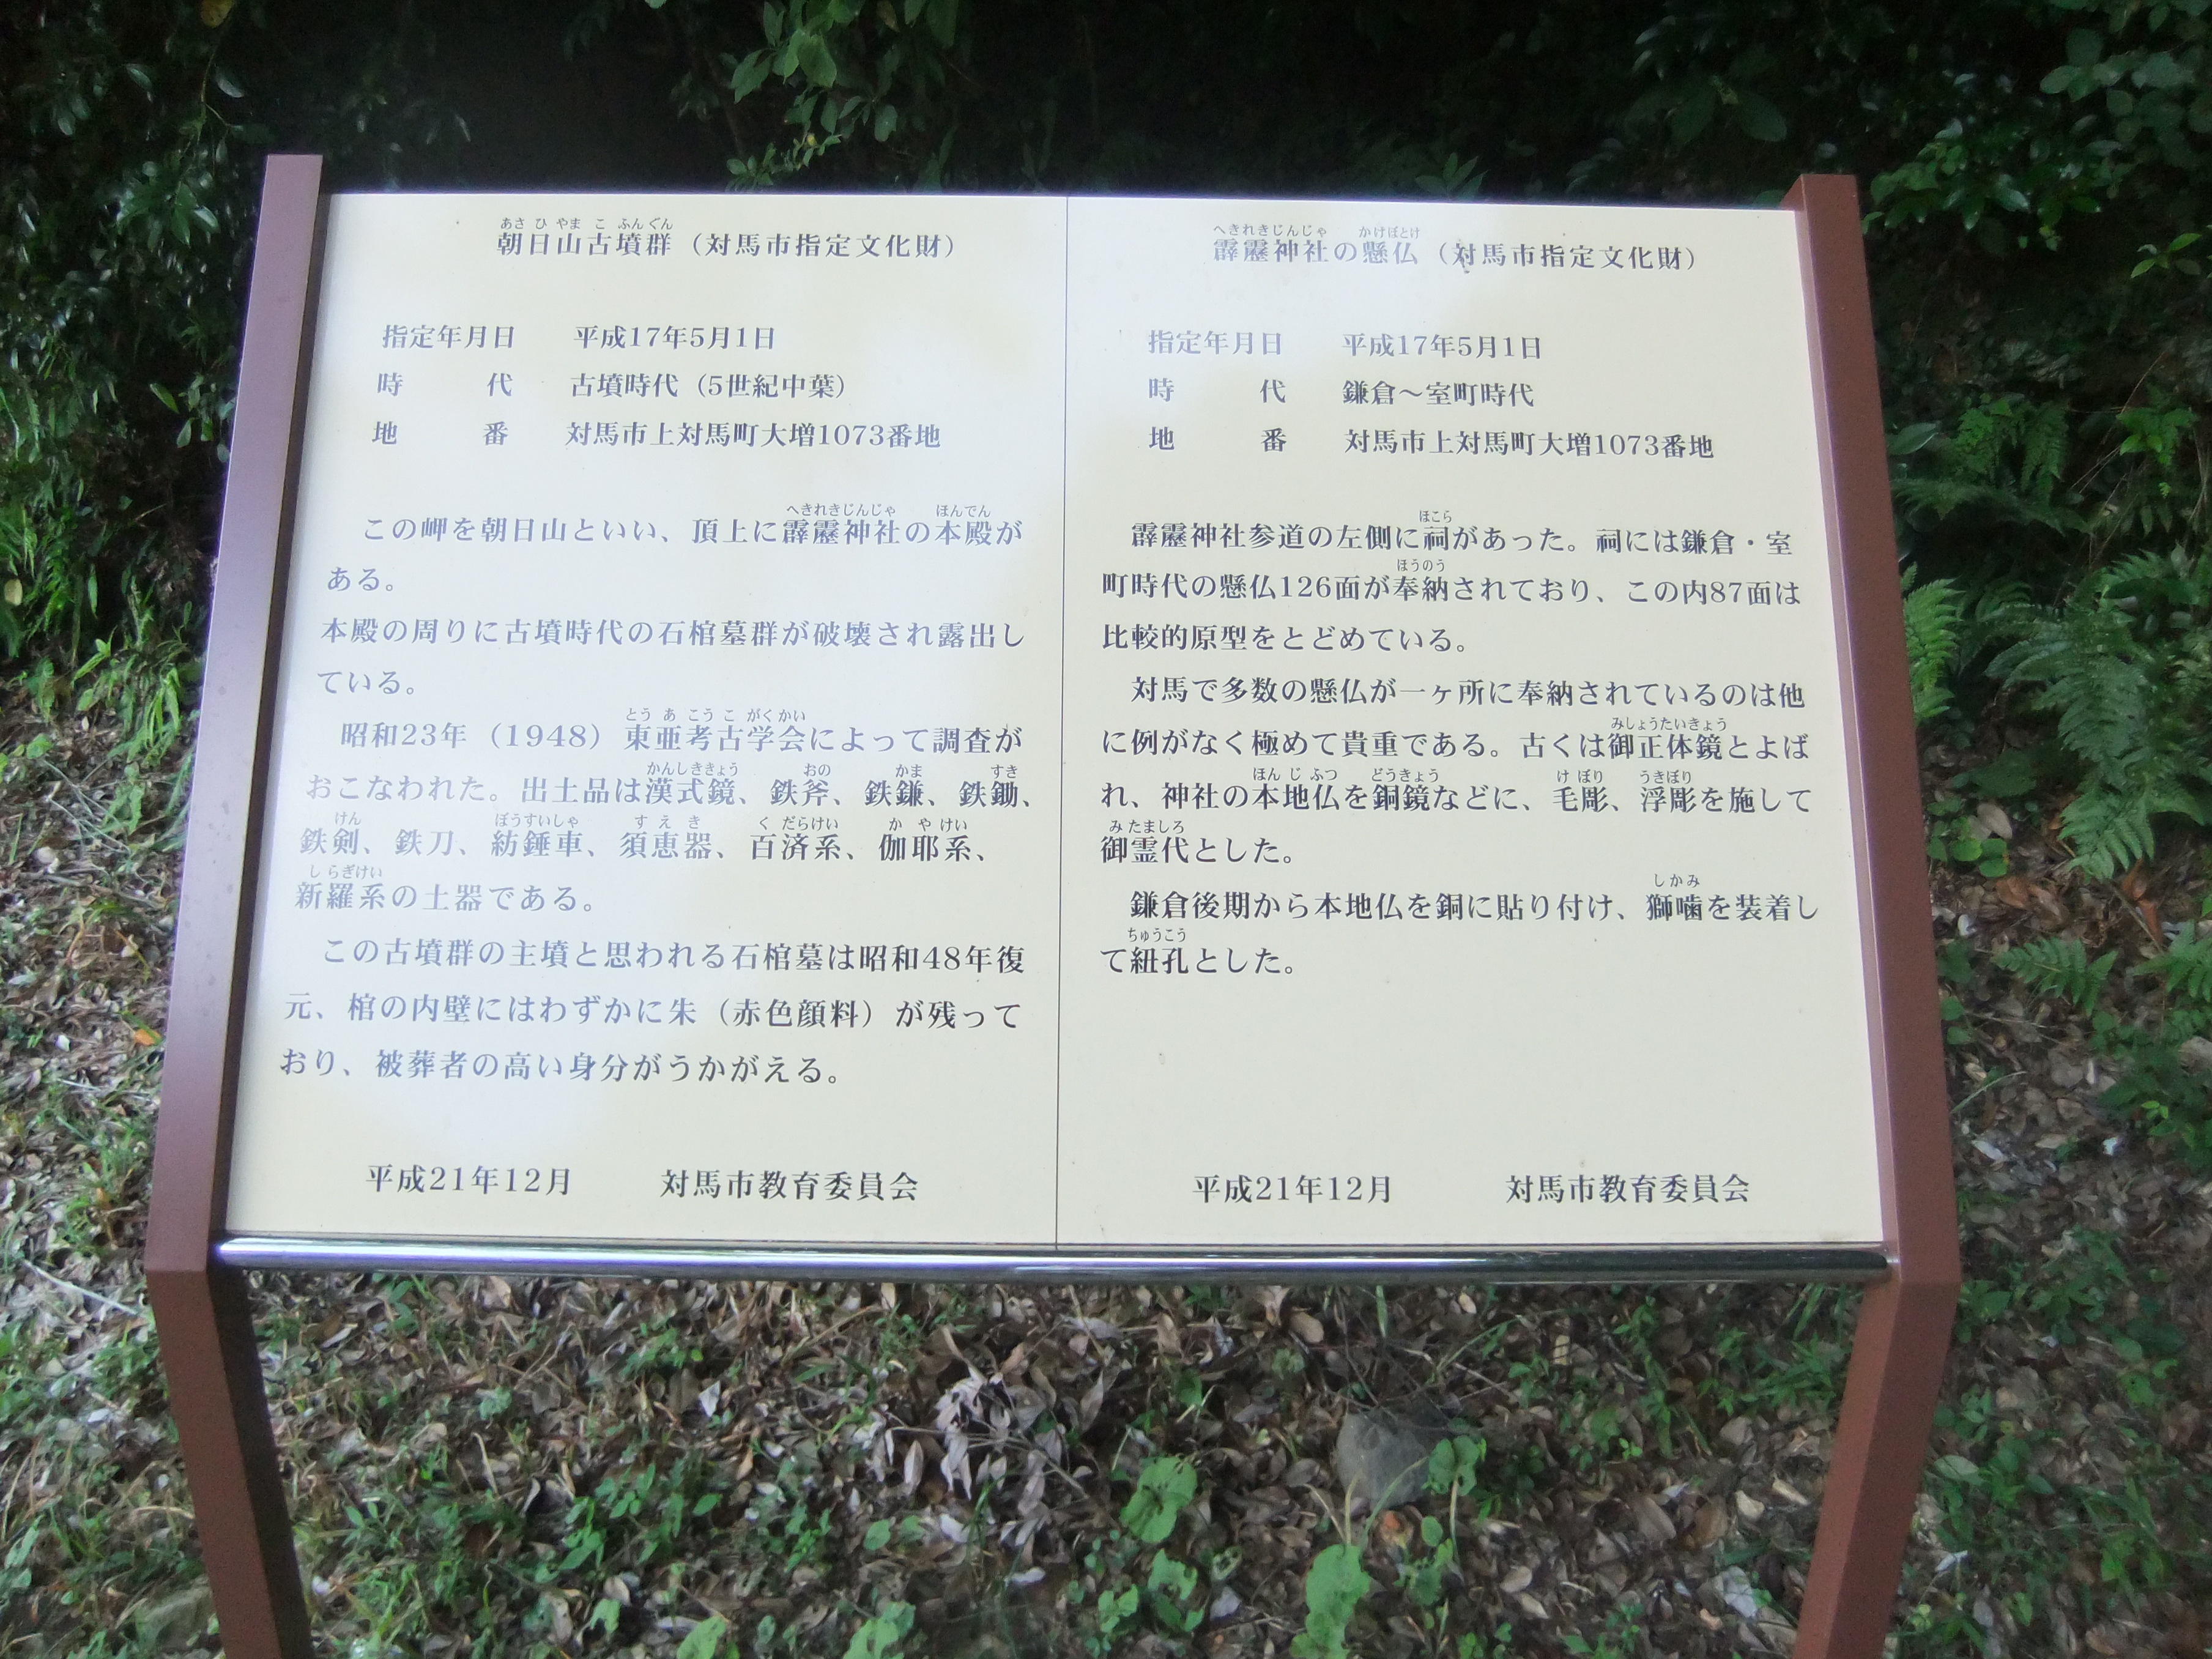 朝日山古墳群（対馬市指定文化財）
あさ ひ やま こ ふんぐん
指定年月日 平成17年5月1日
時 代 古墳時代（5世紀中葉）
地 番 対馬市上対馬町大増1073番地
へきれきじんじゃ ほんでん
この岬を朝日山といい、頂上に霹靂神社の本殿が
ある。
本殿の周りに古墳時代の石棺墓群が破壊され露出し
ている。
とう あ こう こ がくかい
昭和23年（1948）東亜考古学会によって調査が
かんしききょう おの かま すき
おこなわれた。出土品は漢式鏡、鉄斧、鉄鎌、鉄鋤、
けん ぼうすいしゃ す え き く だらけい か や けい
鉄剣、鉄刀、紡錘車、須恵器、百済系、伽耶系、
し らぎけい
新羅系の土器である。
この古墳群の主墳と思われる石棺墓は昭和48年復
元、棺の内壁にはわずかに朱（赤色顔料）が残って
おり、被葬者の高い身分がうかがえる。
平成21年12月 対馬市教育委員会
へきれきじんじゃ かけぼとけ
霹靂神社の懸仏（対馬市指定文化財）
指定年月日 平成17年5月1日
時 代 鎌倉～室町時代
地 番 対馬市上対馬町大増1073番地
ほこら
霹靂神社参道の左側に祠があった。祠には鎌倉・室
ほうのう
町時代の懸仏126面が奉納されており、この内87面は
比較的原型をとどめている。
対馬で多数の懸仏が一ヶ所に奉納されているのは他
みしょうたいきょう
に例がなく極めて貴重である。古くは御正体鏡とよば
ほん じ ぶつ どうきょう け ぼり うきぼり
れ、神社の本地仏を銅鏡などに、毛彫、浮彫を施して
み たましろ
御霊代とした。
しかみ
鎌倉後期から本地仏を銅に貼り付け、獅噛を装着し
ちゅうこう
て紐孔とした。
平成21年12月 対馬市教育委員会